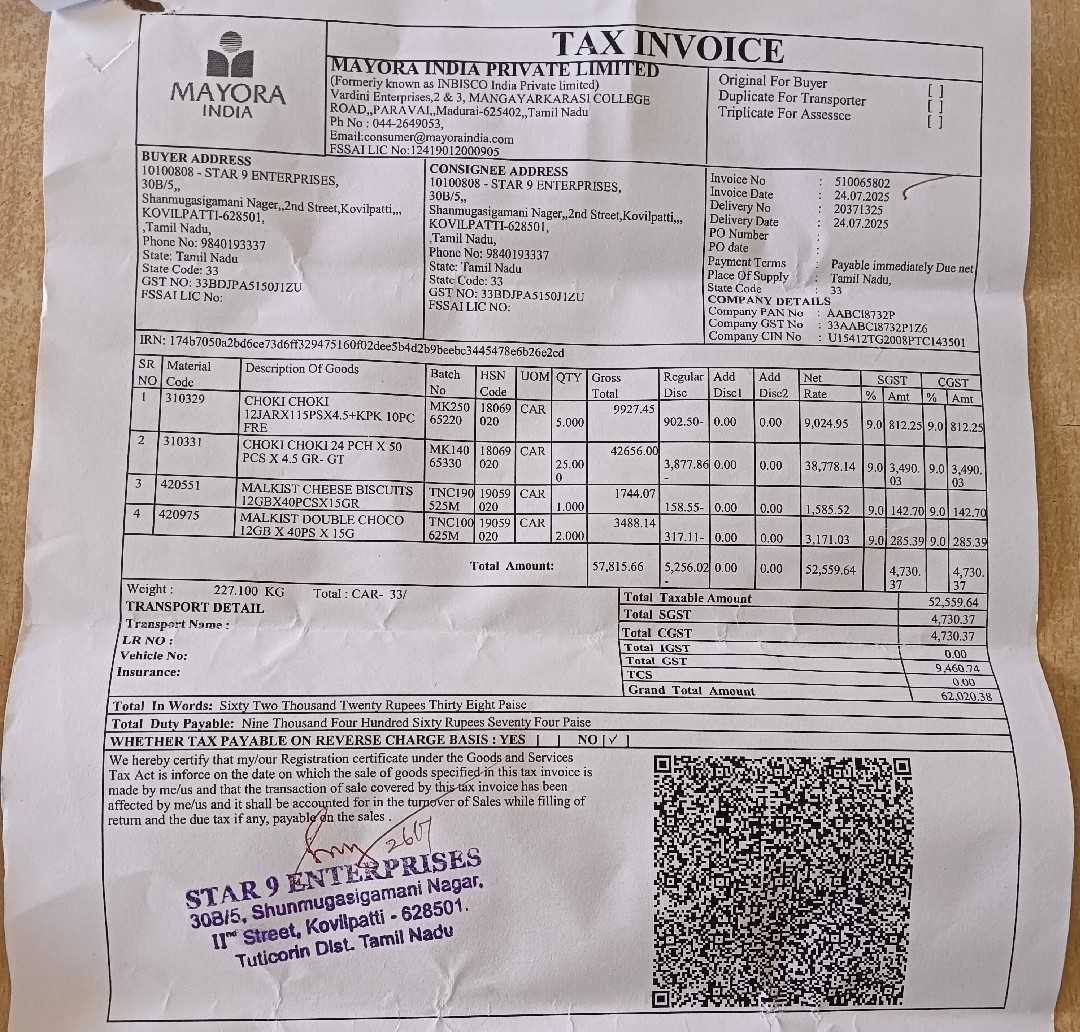 MAYORA
INDIA
TAX INVOICE
MAYORA INDIA PRIVATE LIMITED
(Formerly known as INBISCO India Private limited)
Vardini Enterprises,2 & 3, MANGAYARKARASI COLLEGE
ROAD,,PARAVAI,,Madurai-625402,,Tamil Nadu
Ph No : 044-2649053,
Email:consumer@mayoraindia.com
FSSAI LIC No:12419012000905
Original For Buyer [ ]
Duplicate For Transporter [ ]
Triplicate For Assessce [ ]
BUYER ADDRESS
10100808 - STAR 9 ENTERPRISES,
30B/5,,
Shanmugasigamani Nager,,2nd Street,Kovilpatti,,,
KOVILPATTI-628501,
,Tamil Nadu,
Phone No: 9840193337
State: Tamil Nadu
State Code: 33
GST NO: 33BDJPA5150J1ZU
FSSAI LIC No:
CONSIGNEE ADDRESS
10100808 - STAR 9 ENTERPRISES,
30B/5,,
Shanmugasigamani Nager,,2nd Street,Kovilpatti,,,
KOVILPATTI-628501,
,Tamil Nadu,
Phone No: 9840193337
State: Tamil Nadu
State Code: 33
GST NO: 33BDJPA5150J1ZU
FSSAI LIC NO:
Invoice No : 510065802
Invoice Date : 24.07.2025
Delivery No : 20371325
Delivery Date : 24.07.2025
PO Number :
PO date :
Payment Terms : Payable immediately Due net
Place Of Supply : Tamil Nadu,
State Code : 33
COMPANY DETAILS
Company PAN No : AABCI8732P
Company GST No : 33AABCI8732P1Z6
Company CIN No : U15412TG2008PTC143501
IRN: 174b7050a2bd6ce73d6ff329475160f02dee5b4d2b9beebc3445478e6b26e2cd
SR Material Description Of Goods Batch HSN UOM QTY Gross Regular Add Add Net SGST CGST
NO Code No Code Total Disc Disc1 Disc2 Rate % Amt % Amt
1 310329 CHOKI CHOKI MK250 18069 CAR 9927.45
12JARX115PSX4.5+KPK 10PC 65220 020 5.000 902.50- 0.00 0.00 9,024.95 9.0 812.25 9.0 812.25
FRE
2 310331 CHOKI CHOKI 24 PCH X 50 MK140 18069 CAR 42656.00
PCS X 4.5 GR- GT 65330 020 25.00 3,877.86 0.00 0.00 38,778.14 9.0 3,490. 9.0 3,490.
0 - 03 03
3 420551 MALKIST CHEESE BISCUITS TNC190 19059 CAR 1744.07
12GBX40PCSX15GR 525M 020 1.000 158.55- 0.00 0.00 1,585.52 9.0 142.70 9.0 142.70
4 420975 MALKIST DOUBLE CHOCO TNC100 19059 CAR 3488.14
12GB X 40PS X 15G 625M 020 2.000 317.11- 0.00 0.00 3,171.03 9.0 285.39 9.0 285.39
Total Amount: 57,815.66 5,256.02 0.00 0.00 52,559.64 4,730. 4,730.
- 37 37
Weight : 227.100 KG Total : CAR- 33/
TRANSPORT DETAIL
Transport Name :
LR NO :
Vehicle No:
Insurance:
Total Taxable Amount 52,559.64
Total SGST 4,730.37
Total CGST 4,730.37
Total IGST 0.00
Total GST 9,460.74
TCS 0.00
Grand Total Amount 62,020.38
Total In Words: Sixty Two Thousand Twenty Rupees Thirty Eight Paise
Total Duty Payable: Nine Thousand Four Hundred Sixty Rupees Seventy Four Paise
WHETHER TAX PAYABLE ON REVERSE CHARGE BASIS : YES [ ] NO [✓ ]
We hereby certify that my/our Registration certificate under the Goods and Services
Tax Act is inforce on the date on which the sale of goods specified in this tax invoice is
made by me/us and that the transaction of sale covered by this tax invoice has been
affected by me/us and it shall be accounted for in the turnover of Sales while filling of
return and the due tax if any, payable on the sales .
STAR 9 ENTERPRISES
30B/5, Shunmugasigamani Nagar,
IInd Street, Kovilpatti - 628501.
Tuticorin Dist. Tamil Nadu